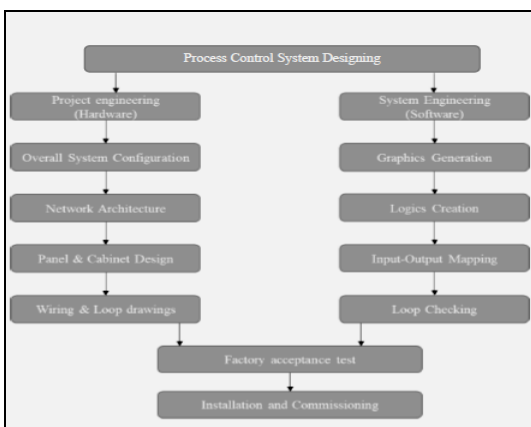 Process Control System Designing
Project engineering
(Hardware)
System Engineering
(Software)
Overall System Configuration
Graphics Generation
Network Architecture
Logics Creation
Panel & Cabinet Design
Input-Output Mapping
Wiring & Loop drawings
Loop Checking
Factory acceptance test
Installation and Commissioning